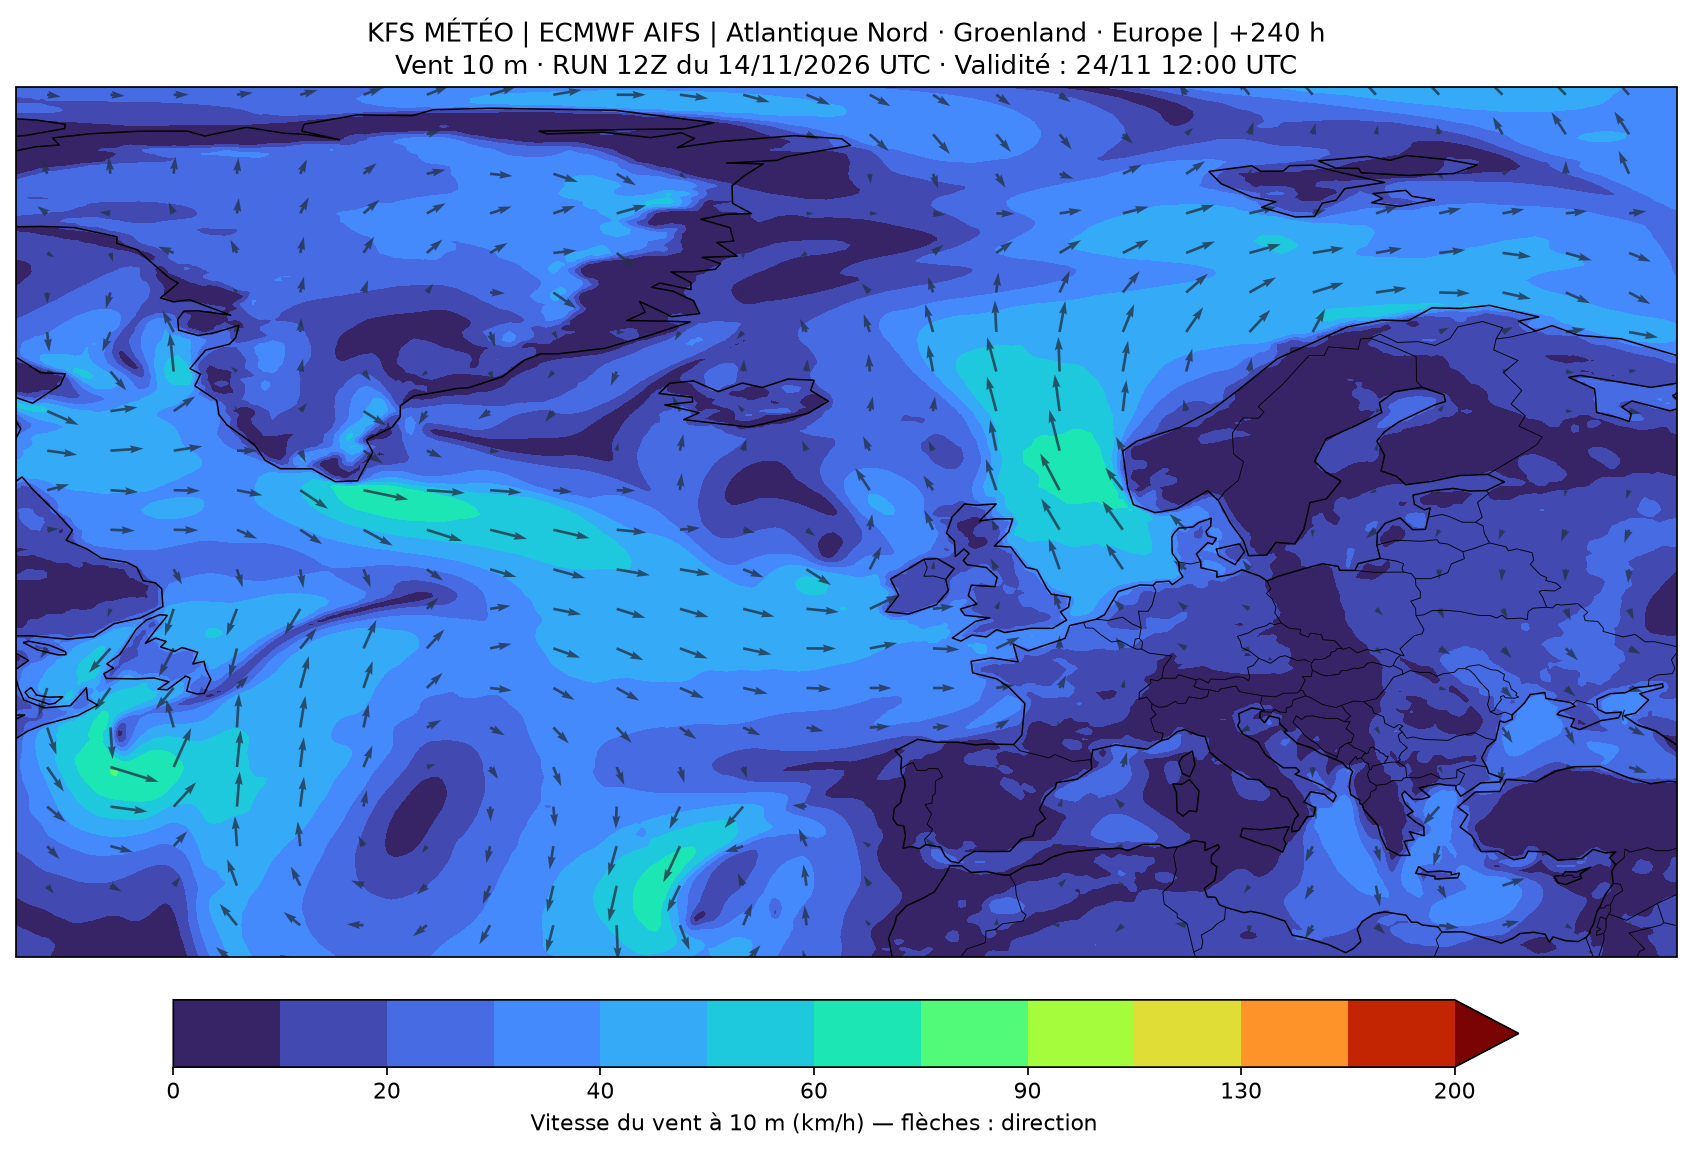 KFS MÉTÉO | ECMWF AIFS | Atlantique Nord · Groenland · Europe | +240 h
Vent 10 m · RUN 12Z du 14/11/2026 UTC · Validité : 24/11 12:00 UTC
0 20 40 60 90 130 200
Vitesse du vent à 10 m (km/h) — flèches : direction